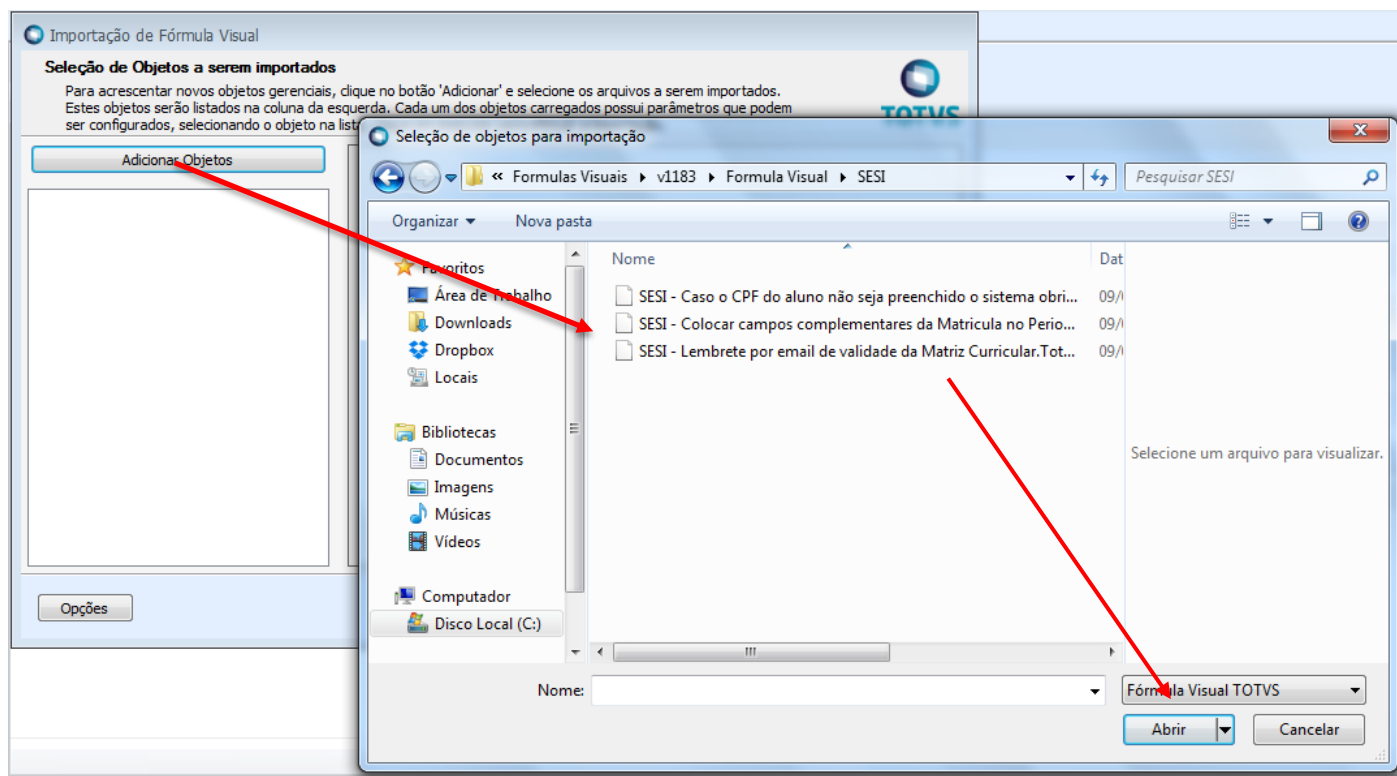 Importação de Fórmula Visual
Seleção de Objetos a serem importados
Para acrescentar novos objetos gerenciais, clique no botão 'Adicionar' e selecione os arquivos a serem importados.
Estes objetos serão listados na coluna da esquerda. Cada um dos objetos carregados possui parâmetros que podem
ser configurados, selecionando o objeto na list
TOTVS
Adicionar Objetos
Opções
Seleção de objetos para importação
« Formulas Visuais ▸ v1183 ▸ Formula Visual ▸ SESI
Pesquisar SESI
Organizar
Nova pasta
Favoritos
Área de Trabalho
Downloads
Dropbox
Locais
Bibliotecas
Documentos
Imagens
Músicas
Vídeos
Computador
Disco Local (C:)
Nome
Dat
SESI - Caso o CPF do aluno não seja preenchido o sistema obri... 09/
SESI - Colocar campos complementares da Matricula no Perio... 09/
SESI - Lembrete por email de validade da Matriz Curricular.Tot... 09/
Selecione um arquivo para visualizar.
Nome:
Fórmula Visual TOTVS
Abrir
Cancelar